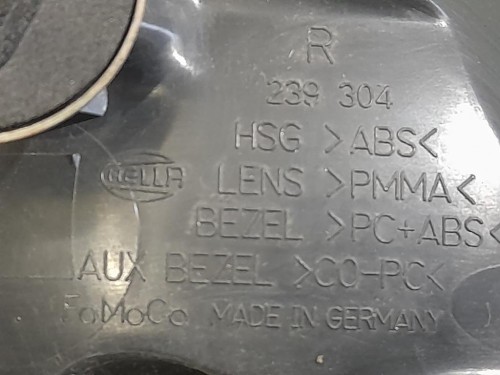 R
239 304
HSG >ABS<
HELLA LENS >PMMA<
BEZEL >PC+ABS<
AUX BEZEL >CO-PC<
FoMoCo MADE IN GERMANY